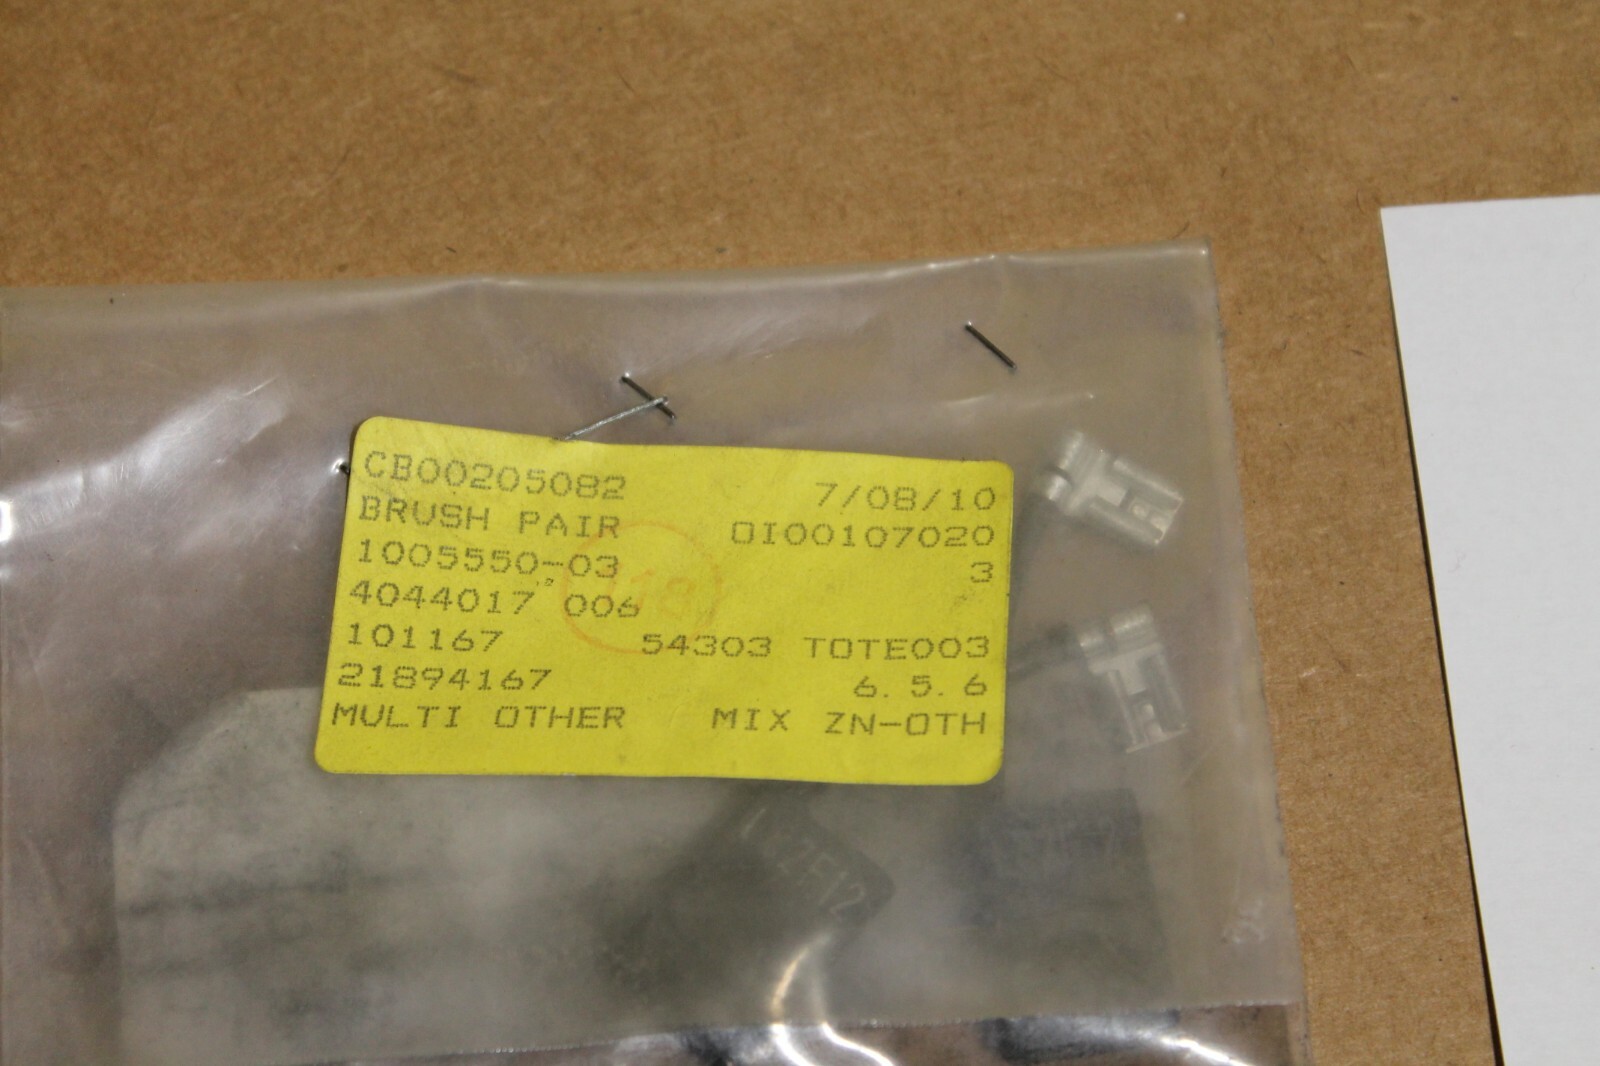 CB00205082 7/08/10
BRUSH PAIR OI00107020
1005550-03 3
4044017 006
101167 54303 TOTE003
21894167 6.5.6
MULTI OTHER MIX ZN-OTH
ZF12